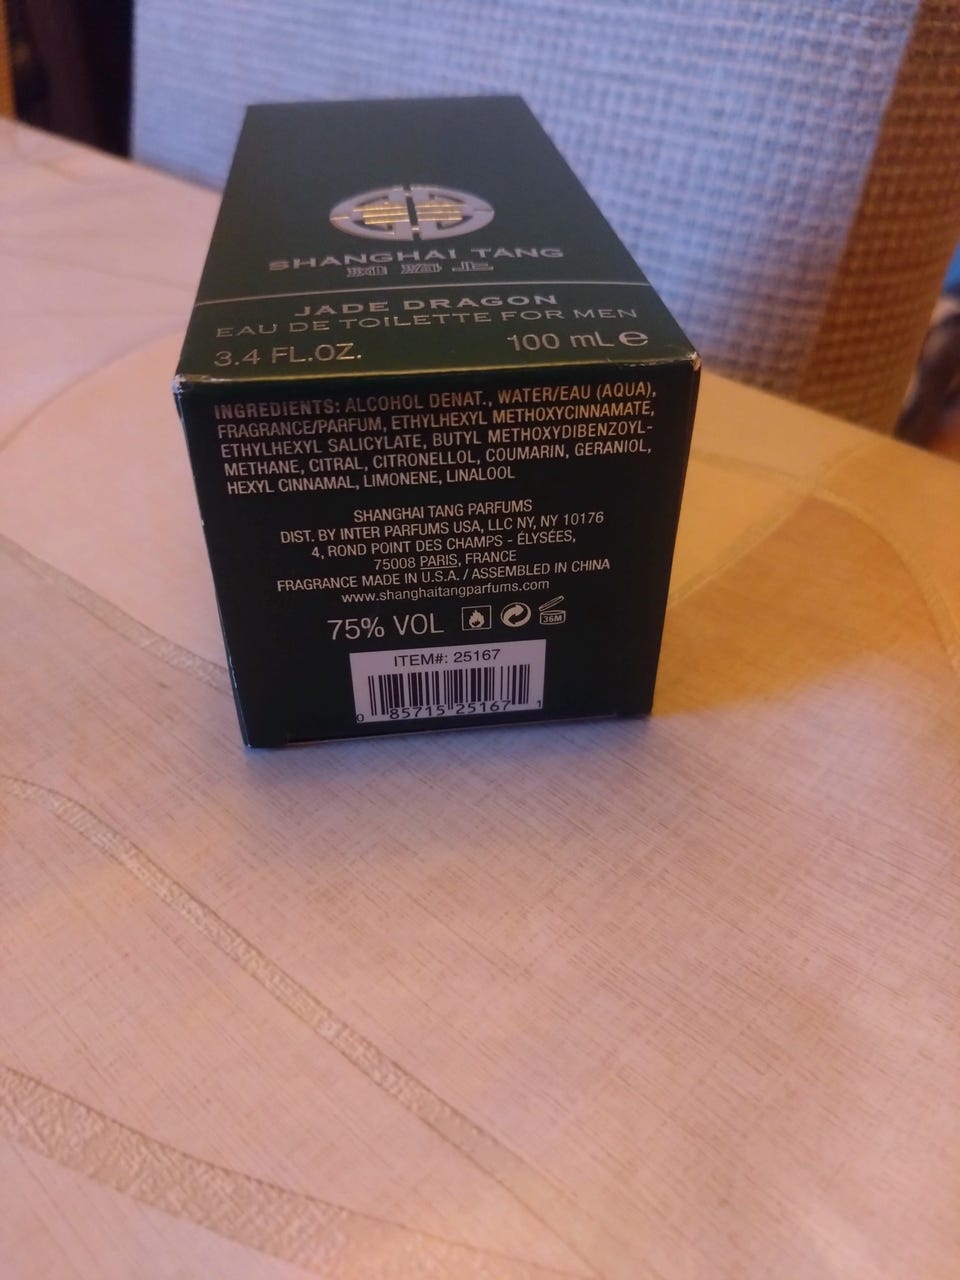 SHANGHAI TANG
JADE DRAGON
EAU DE TOILETTE FOR MEN
3.4 FL.OZ. 100 mL ℮
INGREDIENTS: ALCOHOL DENAT., WATER/EAU (AQUA),
FRAGRANCE/PARFUM, ETHYLHEXYL METHOXYCINNAMATE,
ETHYLHEXYL SALICYLATE, BUTYL METHOXYDIBENZOYL-
METHANE, CITRAL, CITRONELLOL, COUMARIN, GERANIOL,
HEXYL CINNAMAL, LIMONENE, LINALOOL
SHANGHAI TANG PARFUMS
DIST. BY INTER PARFUMS USA, LLC NY, NY 10176
4, ROND POINT DES CHAMPS - ÉLYSÉES,
75008 PARIS, FRANCE
FRAGRANCE MADE IN U.S.A. / ASSEMBLED IN CHINA
www.shanghaitangparfums.com
75% VOL 36M
ITEM#: 25167
0 85715 25167 1